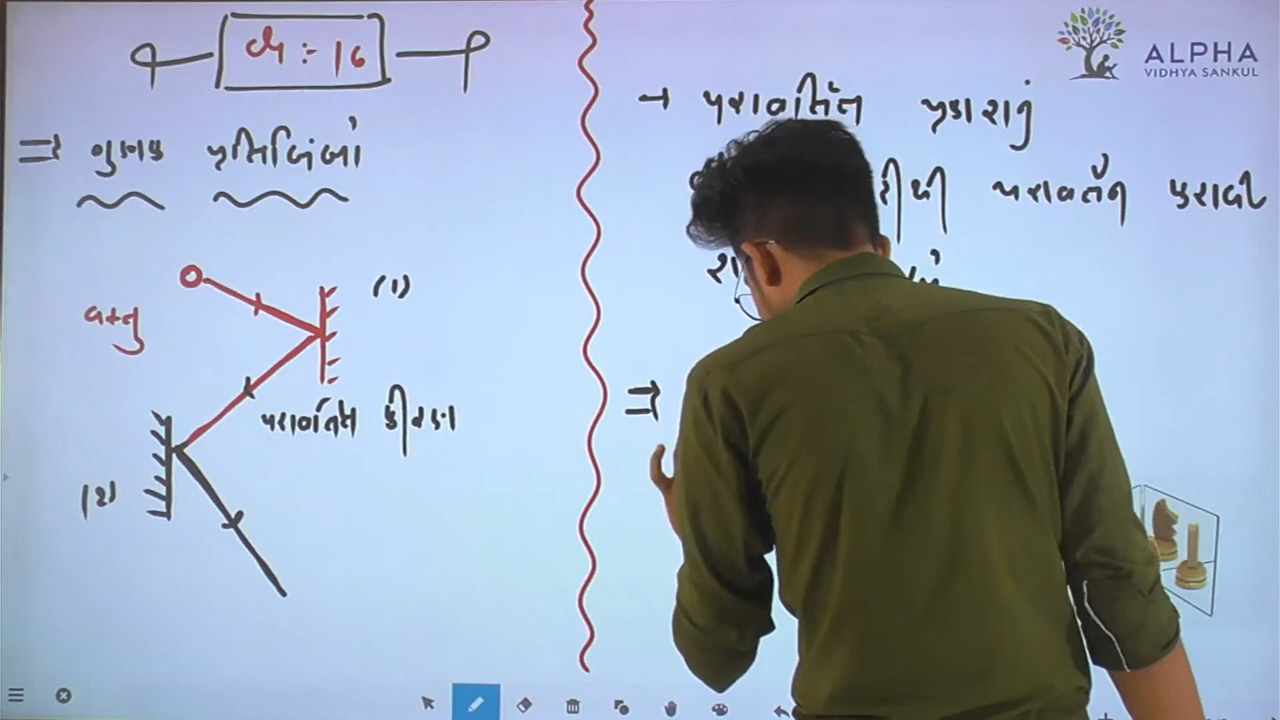 Ch :- 16
⇒ ગુણક પ્રતિબિંબો
વસ્તુ
(1)
પરાવર્તિત કીરણ
(2)
→ પરાવર્તિત પ્રકાશનું
રીથી પરાવર્તન કરાવી
⇒
ALPHA
VIDHYA SANKUL